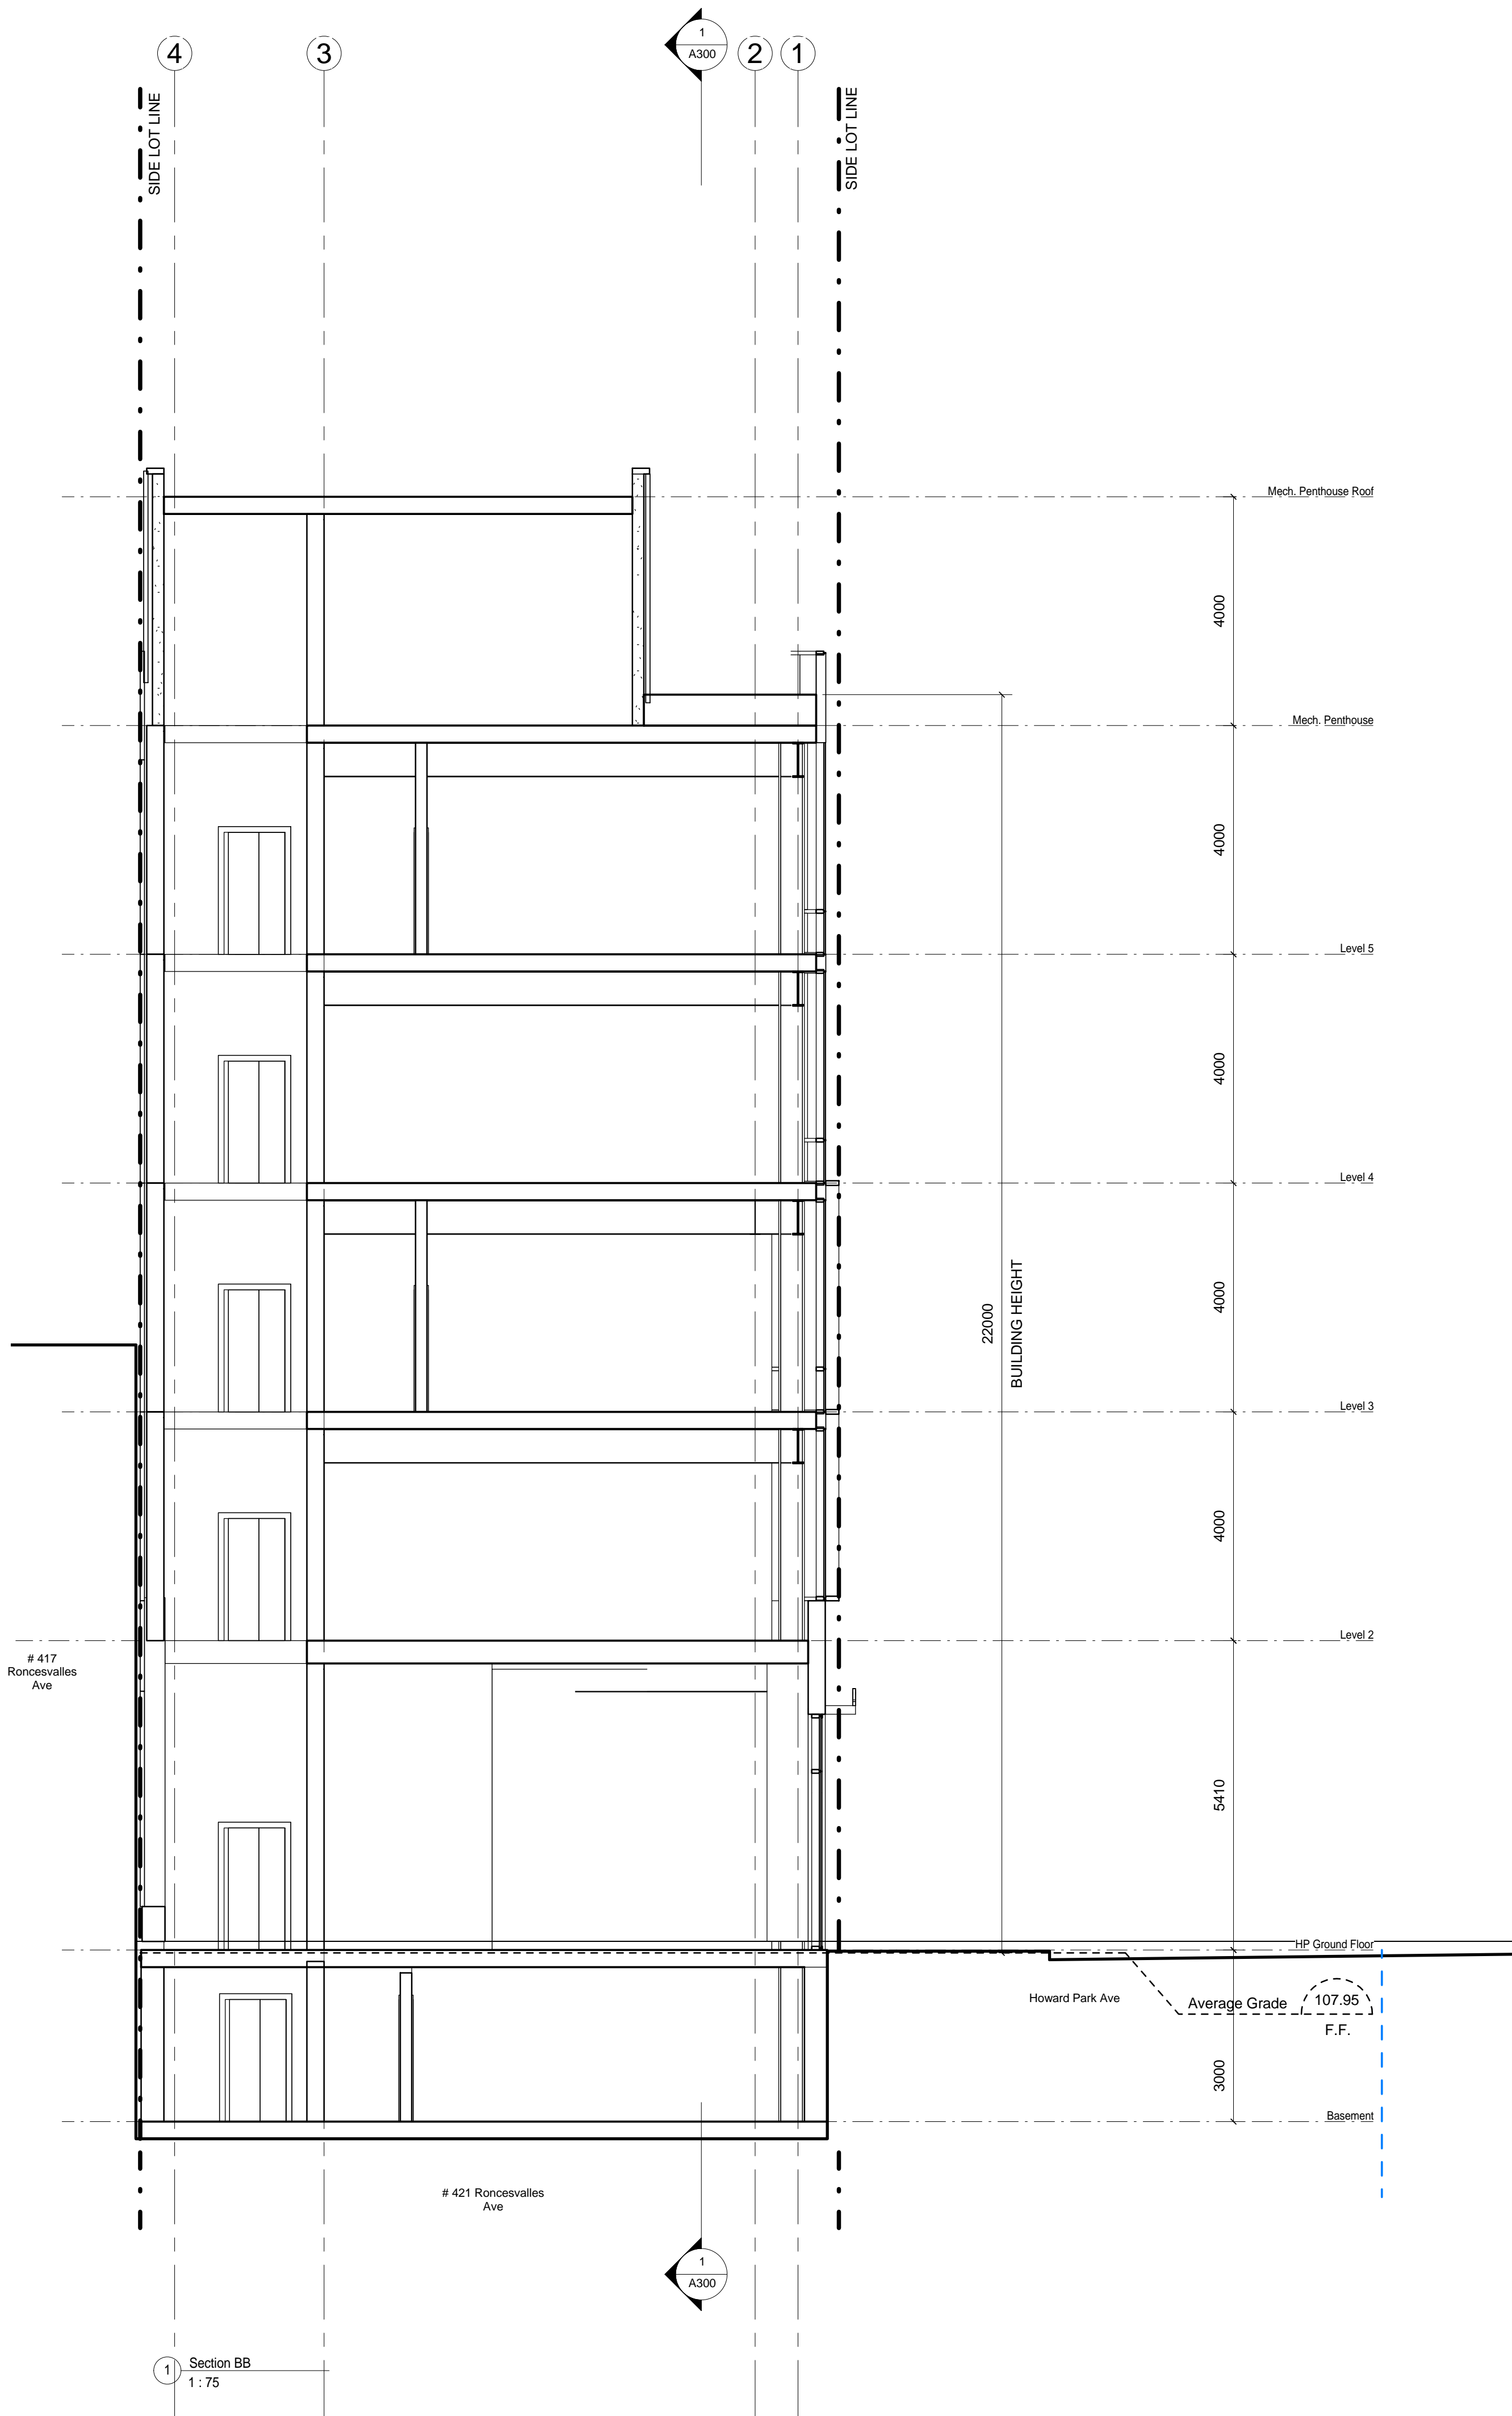 4
3
1
A300
2
1
SIDE LOT LINE
SIDE LOT LINE
Mech. Penthouse Roof
4000
Mech. Penthouse
4000
Level 5
4000
Level 4
4000
22000
BUILDING HEIGHT
Level 3
4000
Level 2
# 417
Roncesvalles
Ave
5410
HP Ground Floor
Howard Park Ave
Average Grade
107.95
F.F.
3000
Basement
# 421 Roncesvalles
Ave
1
A300
1
Section BB
1 : 75